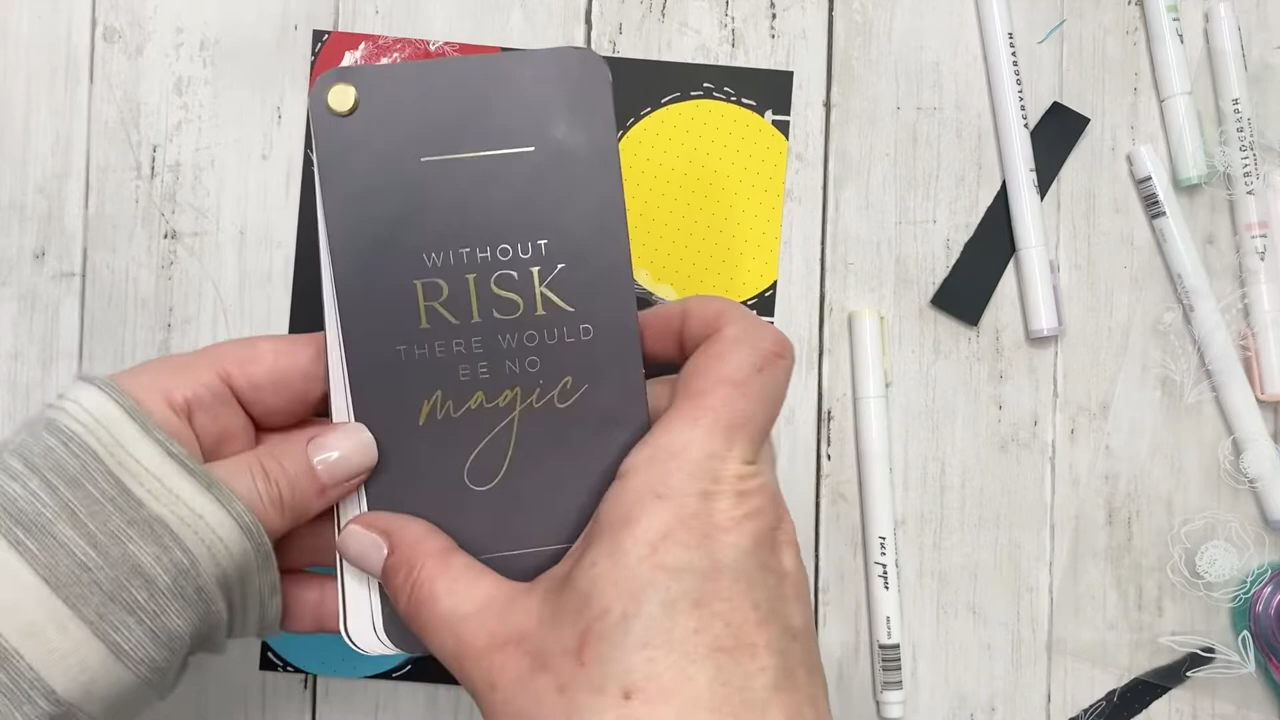 WITHOUT
RISK
THERE WOULD
BE NO
magic
ACRYLOGRAPH
ACRYLOGRAPH
rice paper